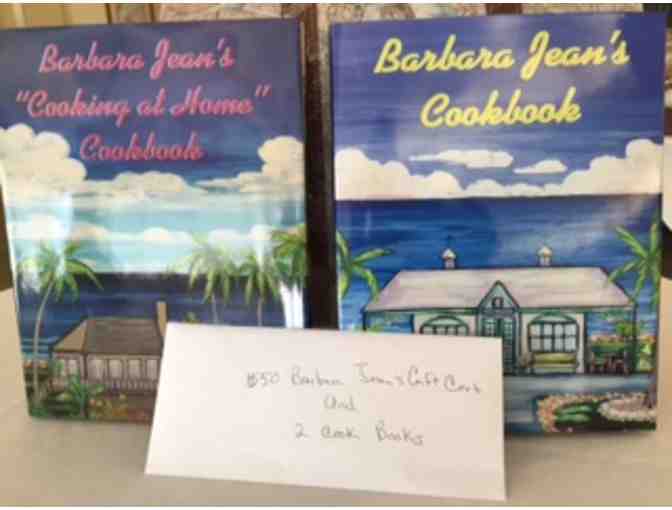 Barbara Jean's
"Cooking at Home"
Cookbook
Barbara Jean's
Cookbook
$50 Barbara Jean's Gift Card
And
2 Cook Books